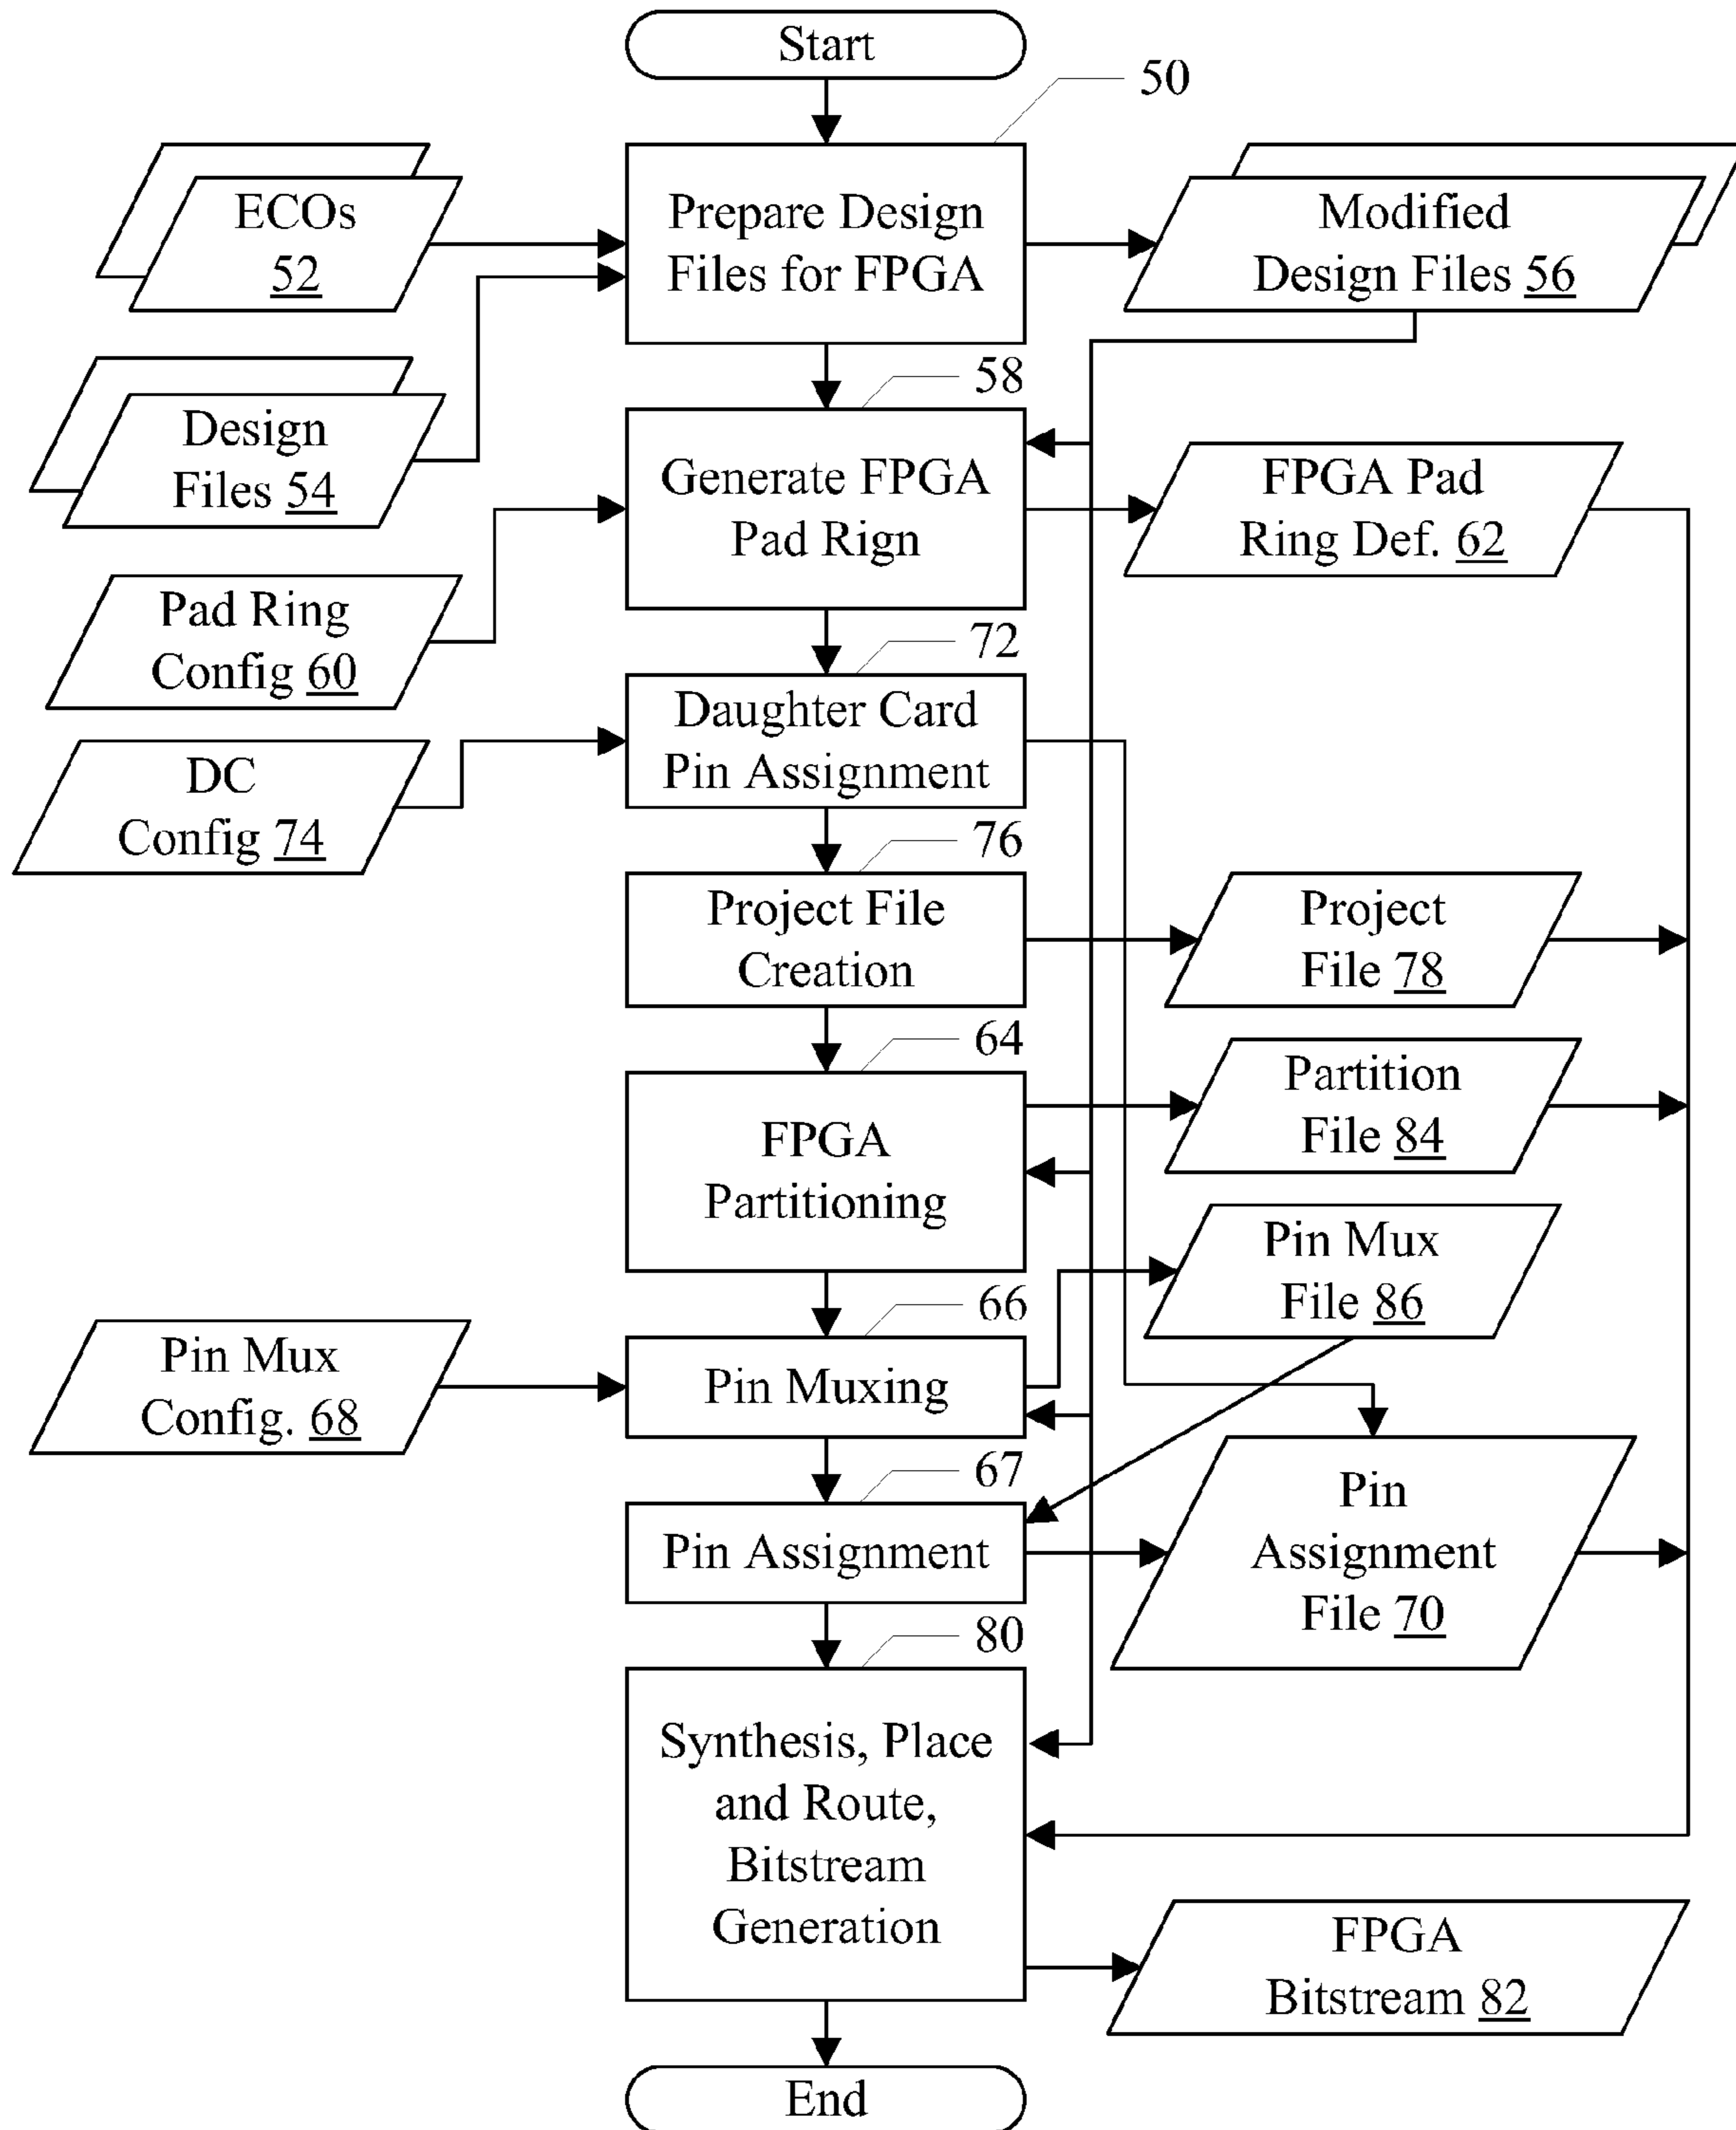 Start
50
ECOs
52
Prepare Design
Files for FPGA
Modified
Design Files 56
Design
Files 54
58
Generate FPGA
Pad Rign
FPGA Pad
Ring Def. 62
Pad Ring
Config 60
72
Daughter Card
Pin Assignment
DC
Config 74
76
Project File
Creation
Project
File 78
64
FPGA
Partitioning
Partition
File 84
Pin Mux
File 86
66
Pin Mux
Config. 68
Pin Muxing
67
Pin Assignment
Pin
Assignment
File 70
80
Synthesis, Place
and Route,
Bitstream
Generation
FPGA
Bitstream 82
End